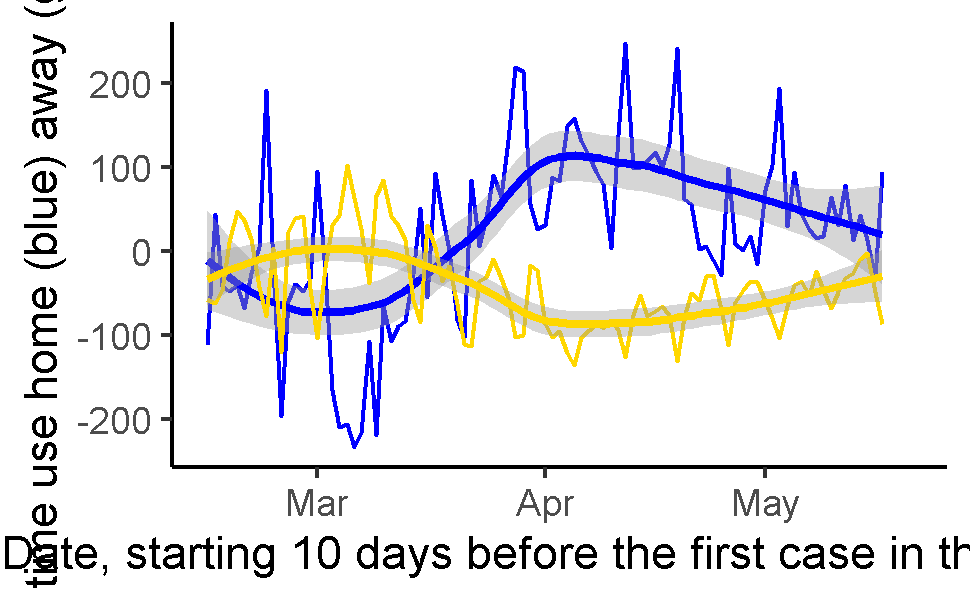 time use home (blue) away (
200
100
0
-100
-200
Mar Apr May
Date, starting 10 days before the first case in th